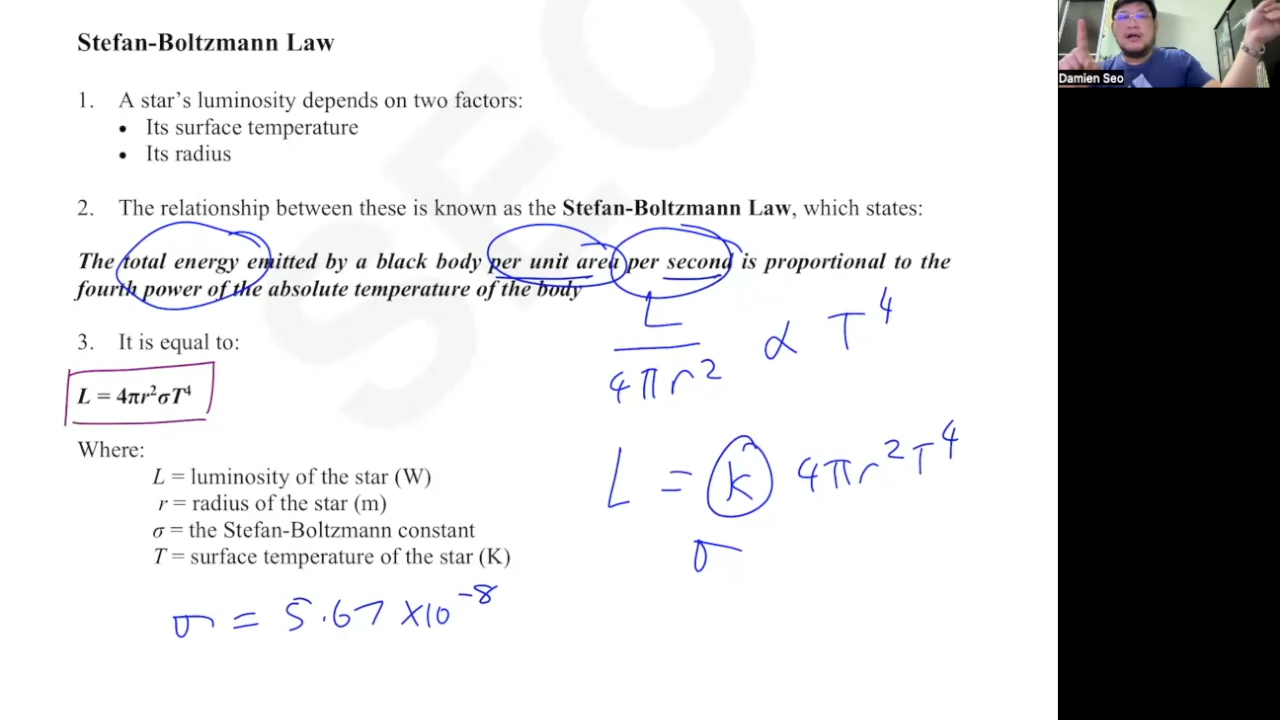 Stefan-Boltzmann Law
1. A star's luminosity depends on two factors:
• Its surface temperature
• Its radius
2. The relationship between these is known as the Stefan-Boltzmann Law, which states:
The total energy emitted by a black body per unit area per second is proportional to the
fourth power of the absolute temperature of the body
3. It is equal to:
L = 4πr²σT⁴
Where:
L = luminosity of the star (W)
r = radius of the star (m)
σ = the Stefan-Boltzmann constant
T = surface temperature of the star (K)
σ = 5.67 ×10⁻⁸
L
4πr² ∝ T⁴
L = k 4πr²T⁴
σ
SEO
Damien Seo